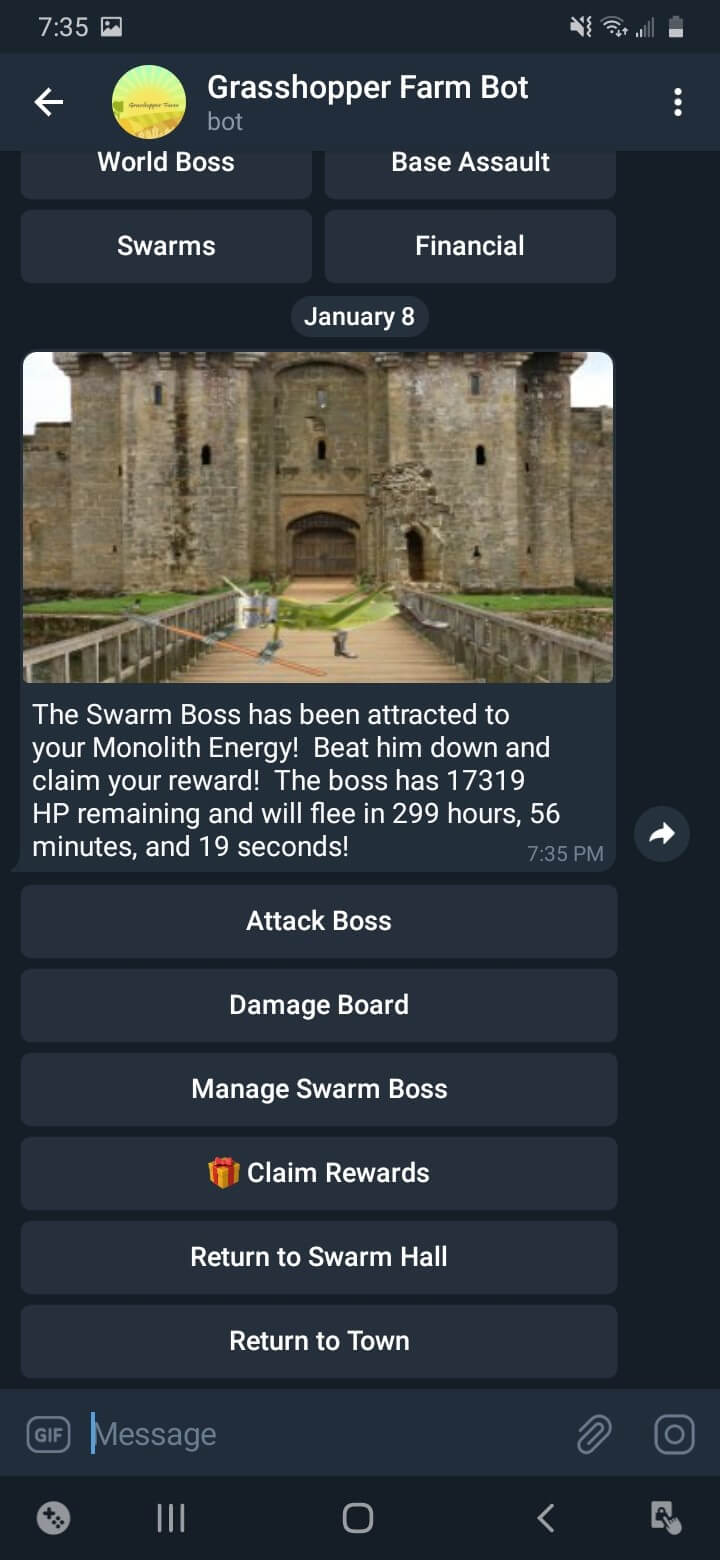 7:35
Grasshopper Farm Bot
Grasshopper Farm
bot
World Boss
Base Assault
Swarms
Financial
January 8
The Swarm Boss has been attracted to
your Monolith Energy!  Beat him down and
claim your reward!  The boss has 17319
HP remaining and will flee in 299 hours, 56
minutes, and 19 seconds!
7:35 PM
Attack Boss
Damage Board
Manage Swarm Boss
Claim Rewards
Return to Swarm Hall
Return to Town
GIF
Message